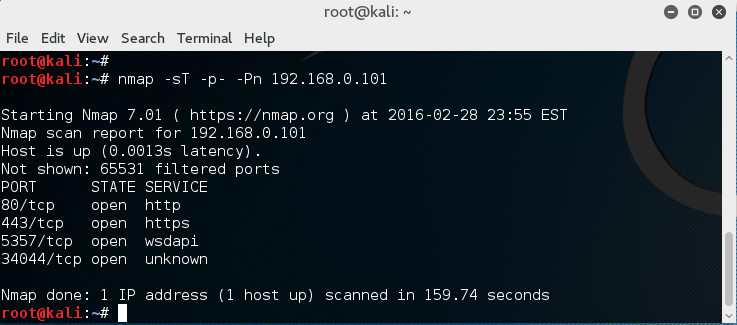 root@kali: ~
File Edit View Search Terminal Help
root@kali:~#
root@kali:~# nmap -sT -p- -Pn 192.168.0.101
Starting Nmap 7.01 ( https://nmap.org ) at 2016-02-28 23:55 EST
Nmap scan report for 192.168.0.101
Host is up (0.0013s latency).
Not shown: 65531 filtered ports
PORT STATE SERVICE
80/tcp open http
443/tcp open https
5357/tcp open wsdapi
34044/tcp open unknown
Nmap done: 1 IP address (1 host up) scanned in 159.74 seconds
root@kali:~#